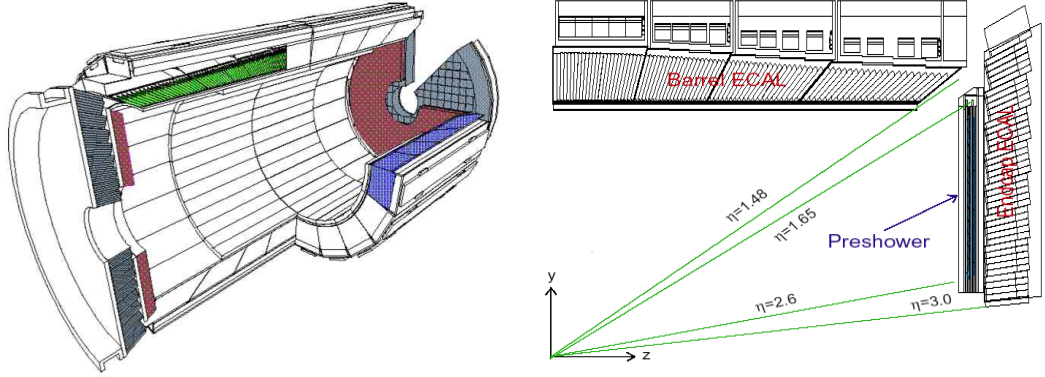 Barrel ECAL
Endcap ECAL
η=1.48
η=1.65
Preshower
y
η=2.6
η=3.0
z